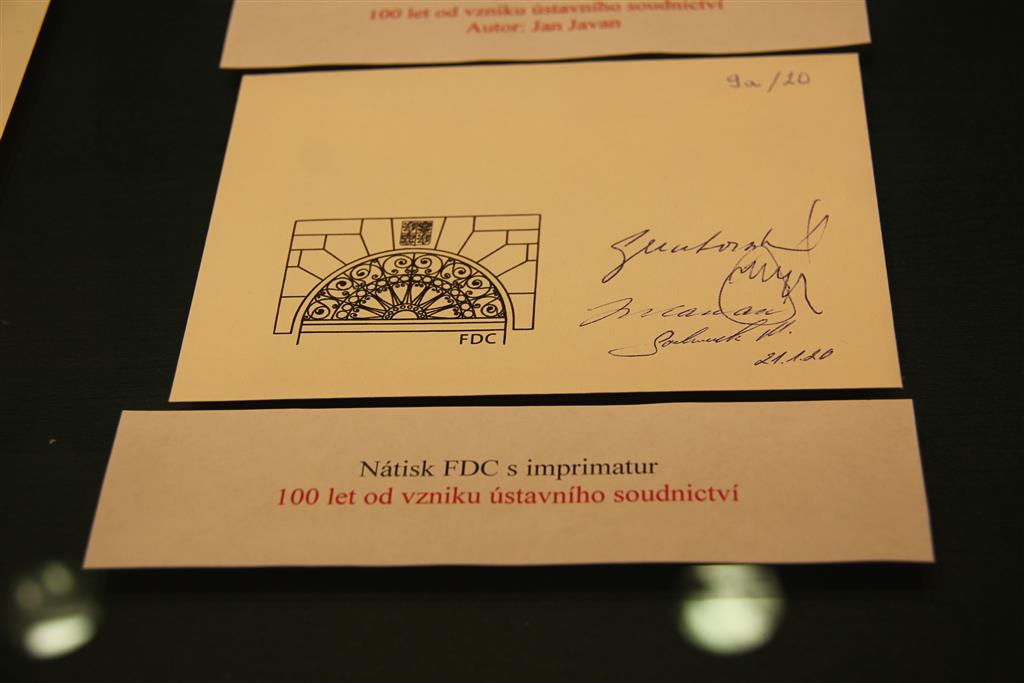 100 let od vzniku ústavního soudnictví
Autor: Jan Javan
9a/20
FDC
21.1.20
Nátisk FDC s imprimatur
100 let od vzniku ústavního soudnictví